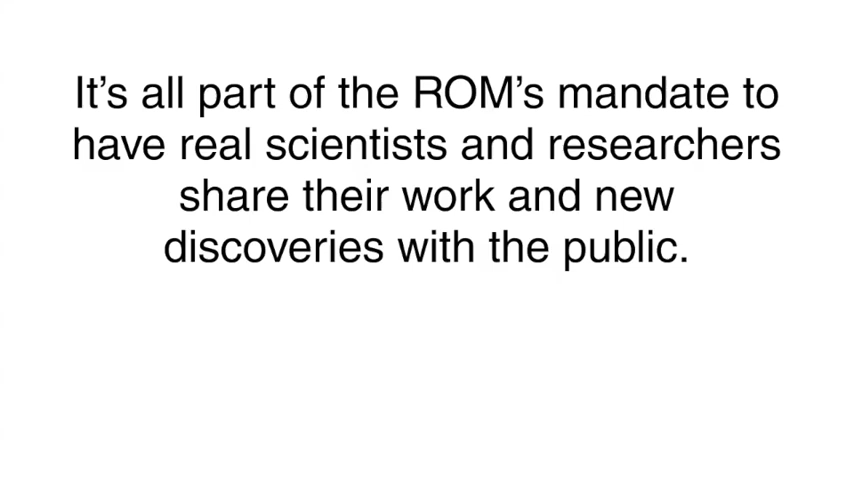 It’s all part of the ROM’s mandate to
have real scientists and researchers
share their work and new
discoveries with the public.